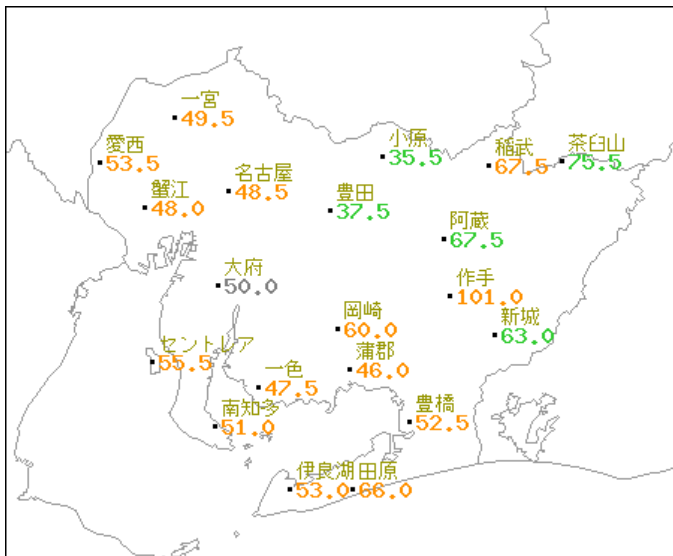 一宮
49.5
小原
35.5
愛西
53.5
稲武
67.5
茶臼山
75.5
名古屋
48.5
蟹江
48.0
豊田
37.5
阿蔵
67.5
大府
50.0
作手
101.0
岡崎
60.0
新城
63.0
セントレア
55.5
蒲郡
46.0
一色
47.5
南知多
51.0
豊橋
52.5
伊良湖
53.0
田原
66.0